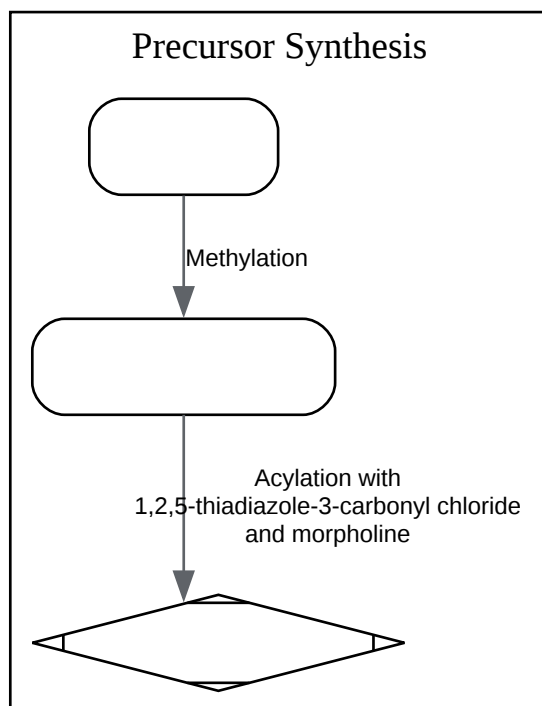 Precursor Synthesis
Methylation
Acylation with
1,2,5-thiadiazole-3-carbonyl chloride
and morpholine